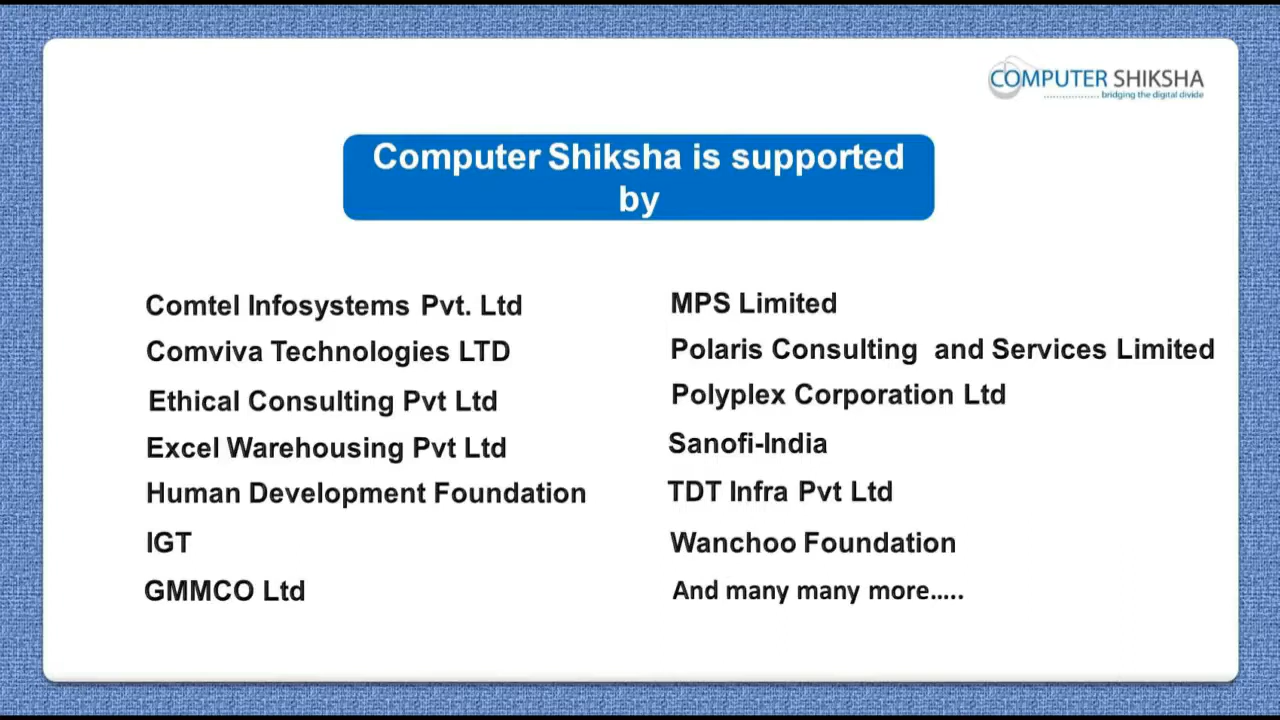 COMPUTER SHIKSHA
bridging the digital divide
Computer Shiksha is supported
by
Comtel Infosystems Pvt. Ltd
Comviva Technologies LTD
Ethical Consulting Pvt Ltd
Excel Warehousing Pvt Ltd
Human Development Foundation
IGT
GMMCO Ltd
MPS Limited
Polaris Consulting and Services Limited
Polyplex Corporation Ltd
Sanofi-India
TDT Infra Pvt Ltd
Wanchoo Foundation
And many many more.....